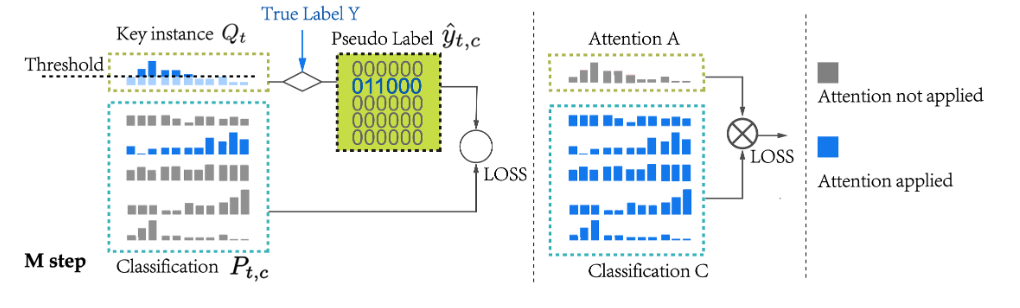 True Label Y
Key instance Q_t
Pseudo Label ŷ_{t,c}
Attention A
Threshold
000000
011000
000000
000000
000000
Attention not applied
LOSS
LOSS
Attention applied
M step
Classification P_{t,c}
Classification C